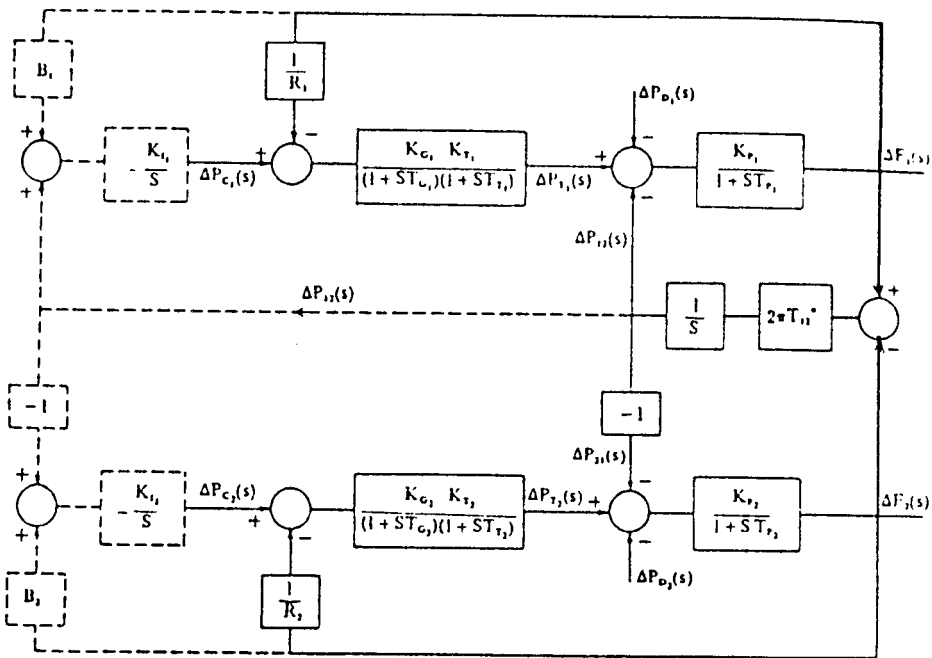 B₁
1
R₁
ΔP_D₁(s)
+
+
+
-
-
+
-
K_I₁
- S
ΔP_C₁(s)
K_G₁ K_T₁
(1 + ST_G₁)(1 + ST_T₁)
ΔP_T₁(s)
K_P₁
1 + ST_P₁
ΔF₁(s)
ΔP₁₂(s)
ΔP₁₂(s)
1
S
2πT₁₂°
+
-
-1
-1
ΔP₂₁(s)
+
+
-
+
-
-
+
-
K_I₂
S
ΔP_C₂(s)
K_G₂ K_T₂
(1 + ST_G₂)(1 + ST_T₂)
ΔP_T₂(s)
K_P₂
1 + ST_P₂
ΔF₂(s)
B₂
1
R₂
ΔP_D₂(s)